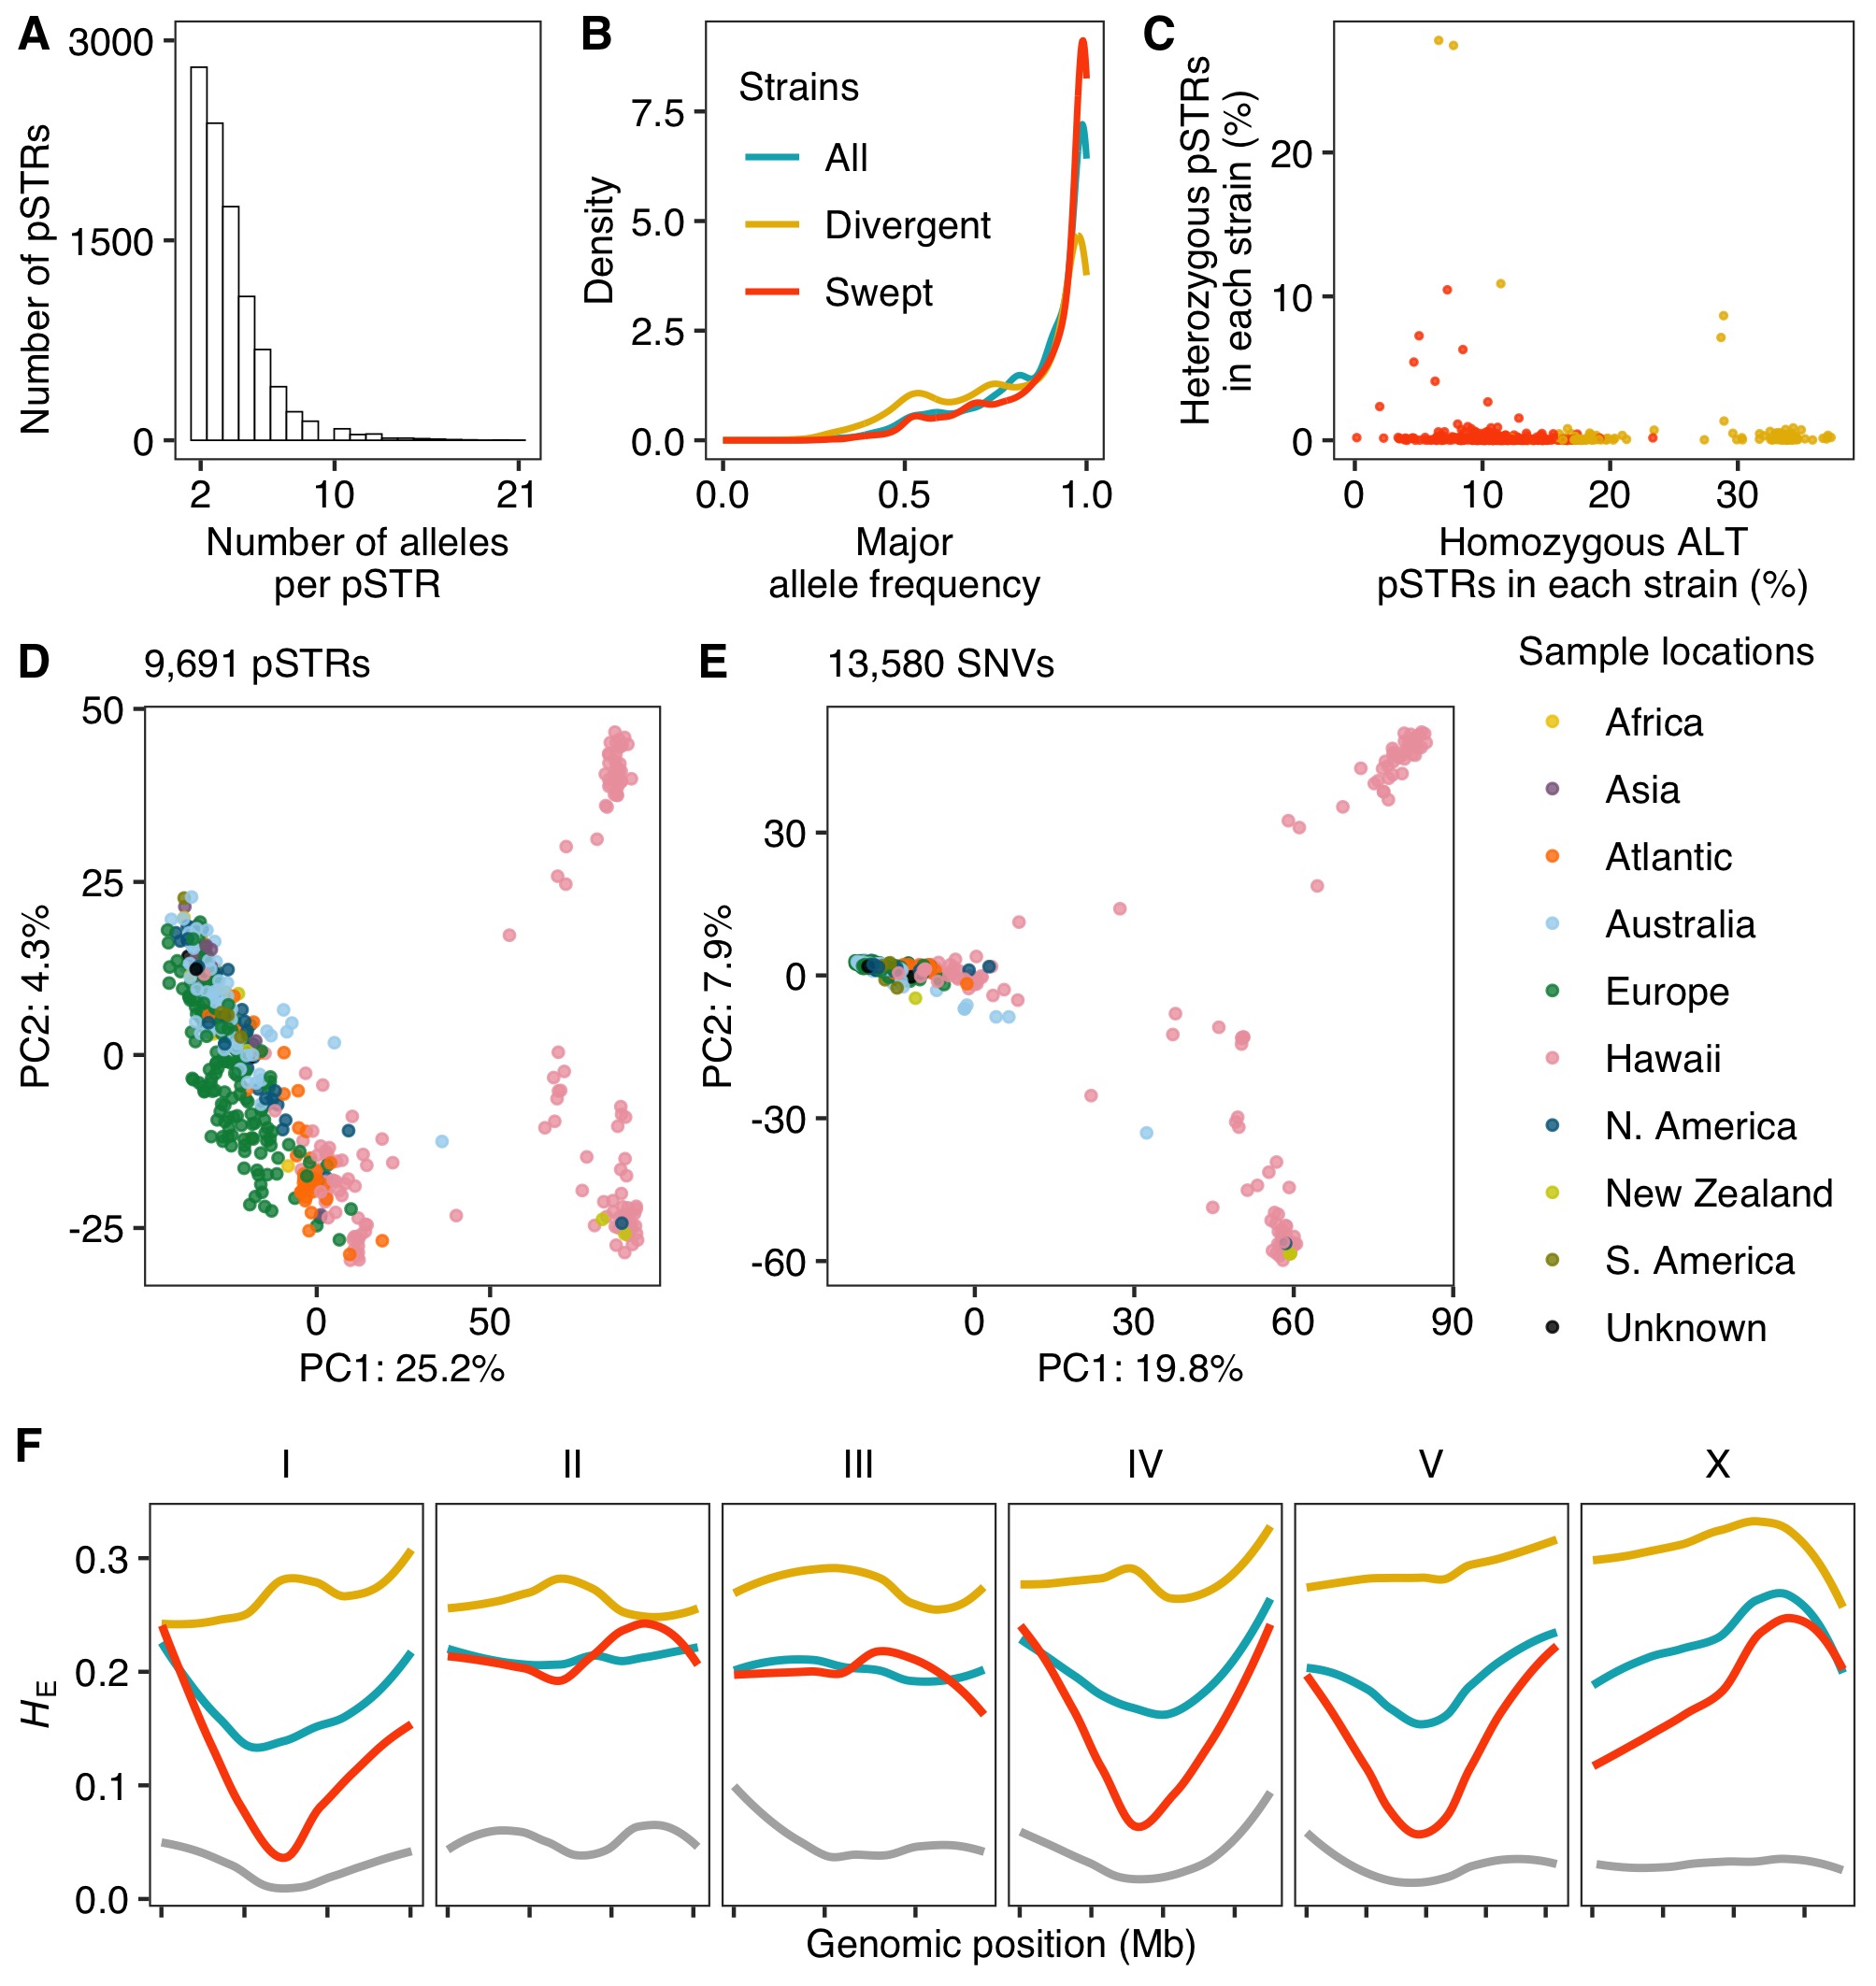 A
3000
1500
0
Number of pSTRs
2 10 21
Number of alleles
per pSTR
B
7.5
5.0
2.5
0.0
Density
Strains
All
Divergent
Swept
0.0 0.5 1.0
Major
allele frequency
C
20
10
0
Heterozygous pSTRs
in each strain (%)
0 10 20 30
Homozygous ALT
pSTRs in each strain (%)
D
9,691 pSTRs
50
25
0
-25
PC2: 4.3%
0 50
PC1: 25.2%
E
13,580 SNVs
30
0
-30
-60
PC2: 7.9%
0 30 60 90
PC1: 19.8%
Sample locations
Africa
Asia
Atlantic
Australia
Europe
Hawaii
N. America
New Zealand
S. America
Unknown
F
I II III IV V X
0.3
0.2
0.1
0.0
HE
Genomic position (Mb)